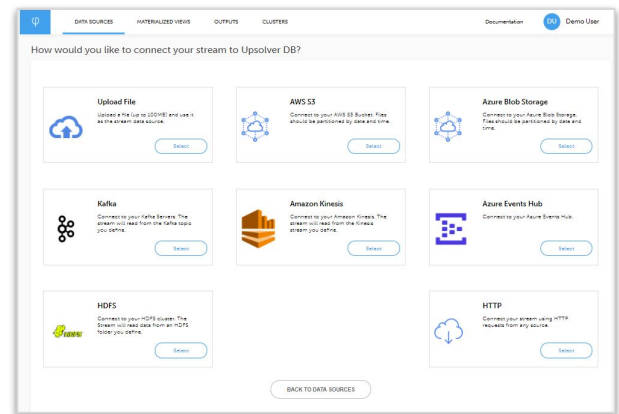 DATA SOURCES MATERIALIZED VIEWS OUTPUTS CLUSTERS Documentation DU Demo User
How would you like to connect your stream to Upsolver DB?
Upload File
Upload a file (up to 100MB) and use it
as the stream data source.
Select
AWS S3
Connect to your AWS S3 Bucket. Files
should be partitioned by date and time.
Select
Azure Blob Storage
Connect to your Azure Blob Storage.
Files should be partitioned by date and
time.
Select
Kafka
Connect to your Kafka Servers. The
stream will read from the Kafka topic
you define.
Select
Amazon Kinesis
Connect to your Amazon Kinesis. The
stream will read from the Kinesis
stream you define.
Select
Azure Events Hub
Connect to your Azure Events Hub.
Select
HDFS
Connect to your HDFS cluster. The
Stream will read data from an HDFS
folder you define.
Select
HTTP
Connect your stream using HTTP
requests from any source.
Select
BACK TO DATA SOURCES